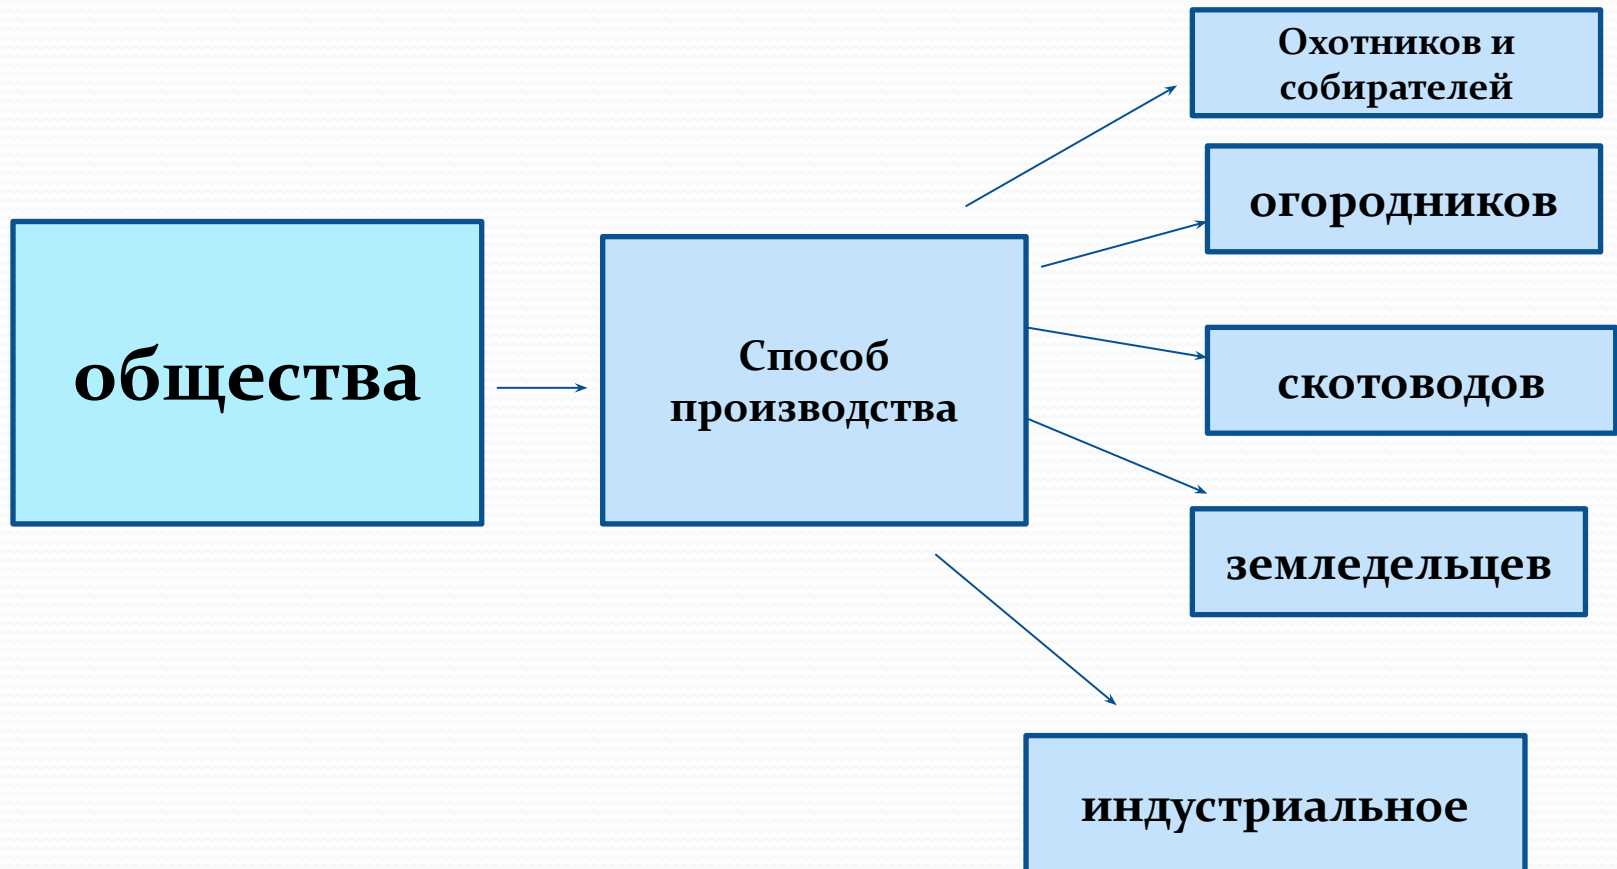 общества
Способ
производства
Охотников и
собирателей
огородников
скотоводов
земледельцев
индустриальное